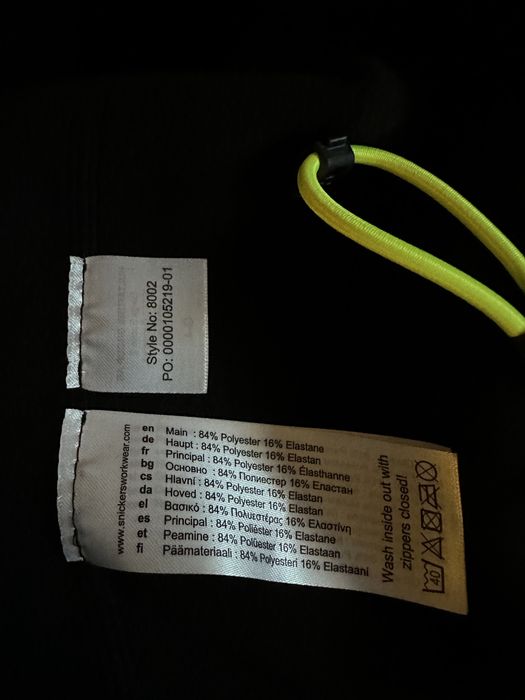 Style No: 8002
PO: 0000105219-01
www.snickersworkwear.com
en Main : 84% Polyester 16% Elastane
de Haupt : 84% Polyester 16% Elastan
fr Principal : 84% Polyester 16% Élasthanne
bg Основно : 84% Полиестер 16% Еластан
cs Hlavní : 84% Polyester 16% Elastan
da Hoved : 84% Polyester 16% Elastan
el Βασικό : 84% Πολυεστέρας 16% Ελαστίνη
es Principal : 84% Poliéster 16% Elastane
et Peamine : 84% Polüester 16% Elastaan
fi Päämateriaali : 84% Polyesteri 16% Elastaani
Wash inside out with
zippers closed!
40